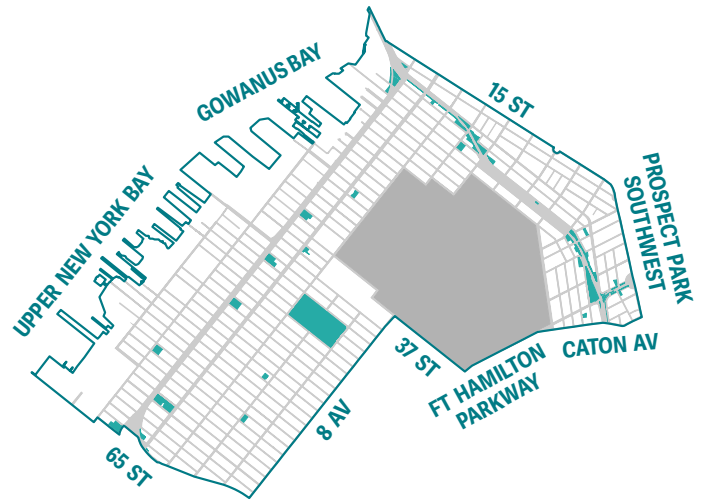 GOWANUS BAY
15 ST
PROSPECT PARK
SOUTHWEST
UPPER NEW YORK BAY
37 ST
FT HAMILTON
PARKWAY
CATON AV
8 AV
65 ST